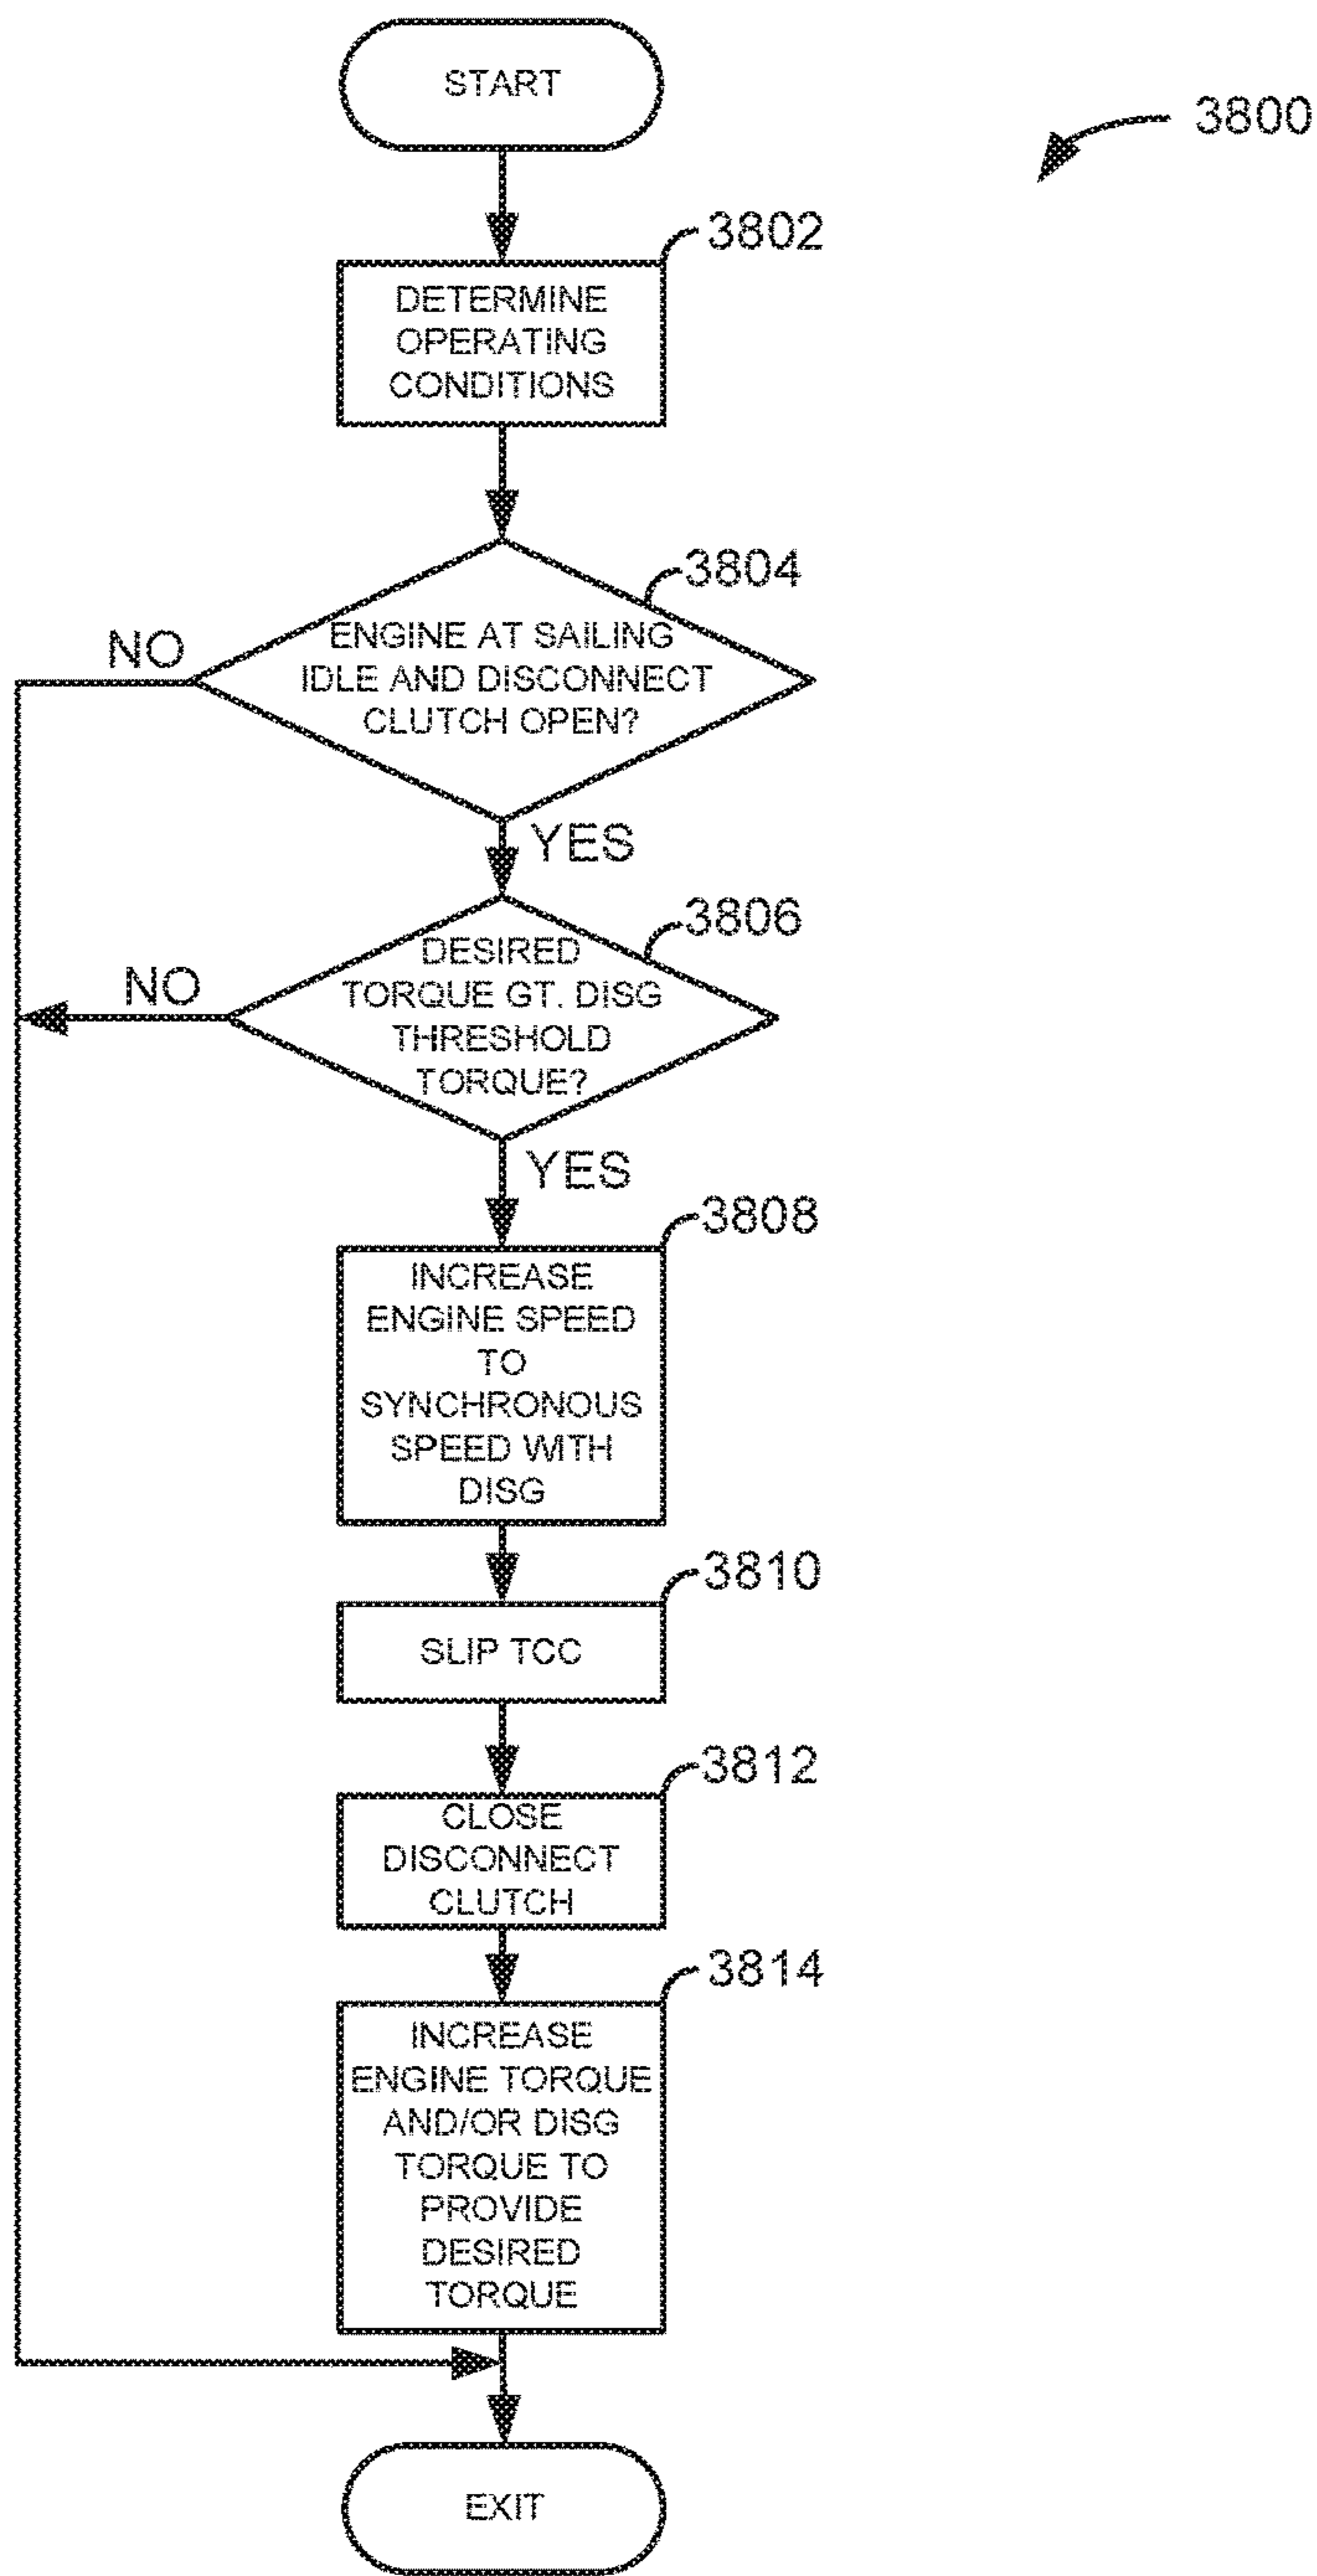 START
3800
3802
DETERMINE
OPERATING
CONDITIONS
3804
ENGINE AT SAILING
IDLE AND DISCONNECT
CLUTCH OPEN?
NO
YES
3806
DESIRED
TORQUE GT. DISG
THRESHOLD
TORQUE?
NO
YES
3808
INCREASE
ENGINE SPEED
TO
SYNCHRONOUS
SPEED WITH
DISG
3810
SLIP TCC
3812
CLOSE
DISCONNECT
CLUTCH
3814
INCREASE
ENGINE TORQUE
AND/OR DISG
TORQUE TO
PROVIDE
DESIRED
TORQUE
EXIT